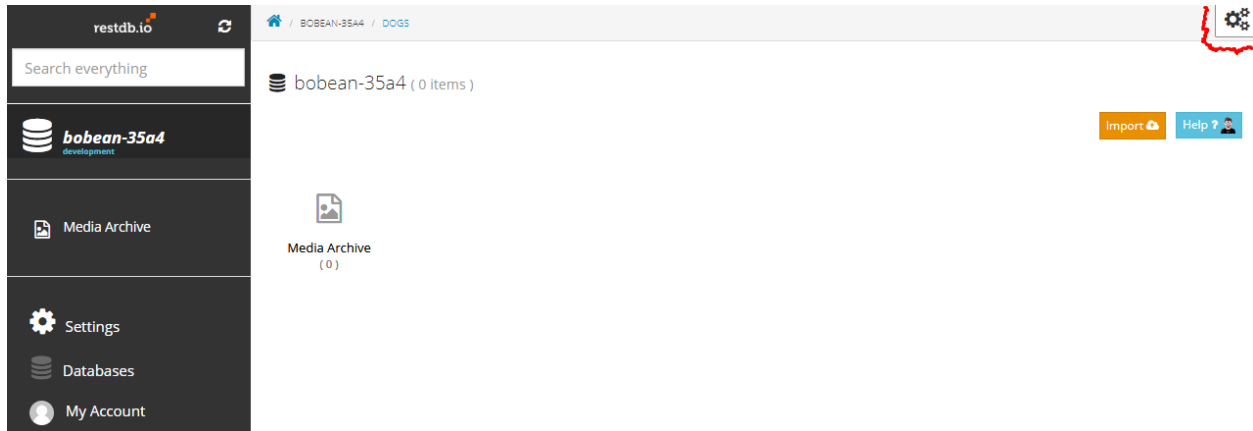 restdb.io
Search everything
bobean-35a4
development
Media Archive
Settings
Databases
My Account
/ BOBEAN-35A4 / DOGS
bobean-35a4 ( 0 items )
Import
Help ?
Media Archive
( 0 )